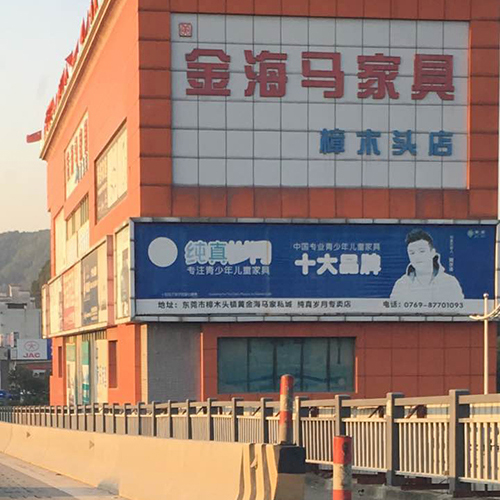 金海马家具
樟木头店
纯真岁月
专注青少年儿童家具
中国专业青少年儿童家具
十大品牌
地址：东莞市樟木头镇冀金海马家私城 纯真岁月专卖店
电话：0769-87701093
JAC